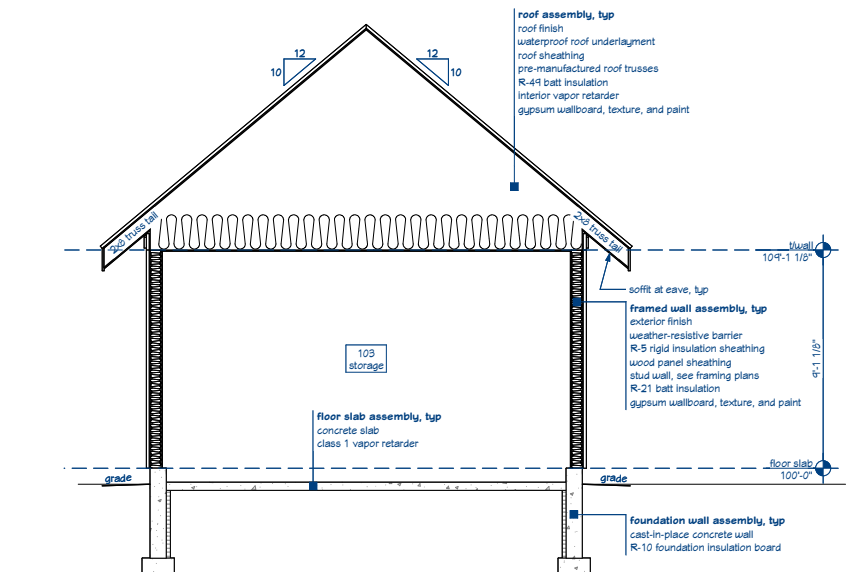 roof assembly, typ
roof finish
waterproof roof underlayment
roof sheathing
pre-manufactured roof trusses
R-49 batt insulation
interior vapor retarder
gypsum wallboard, texture, and paint
12
10
12
10
2x8 truss tail
2x8 truss tail
t/wall
109'-1 1/8"
soffit at eave, typ
framed wall assembly, typ
exterior finish
weather-resistive barrier
R-5 rigid insulation sheathing
wood panel sheathing
stud wall, see framing plans
R-21 batt insulation
gypsum wallboard, texture, and paint
9'-1 1/8"
103
storage
floor slab assembly, typ
concrete slab
class 1 vapor retarder
floor slab
100'-0"
grade
grade
foundation wall assembly, typ
cast-in-place concrete wall
R-10 foundation insulation board